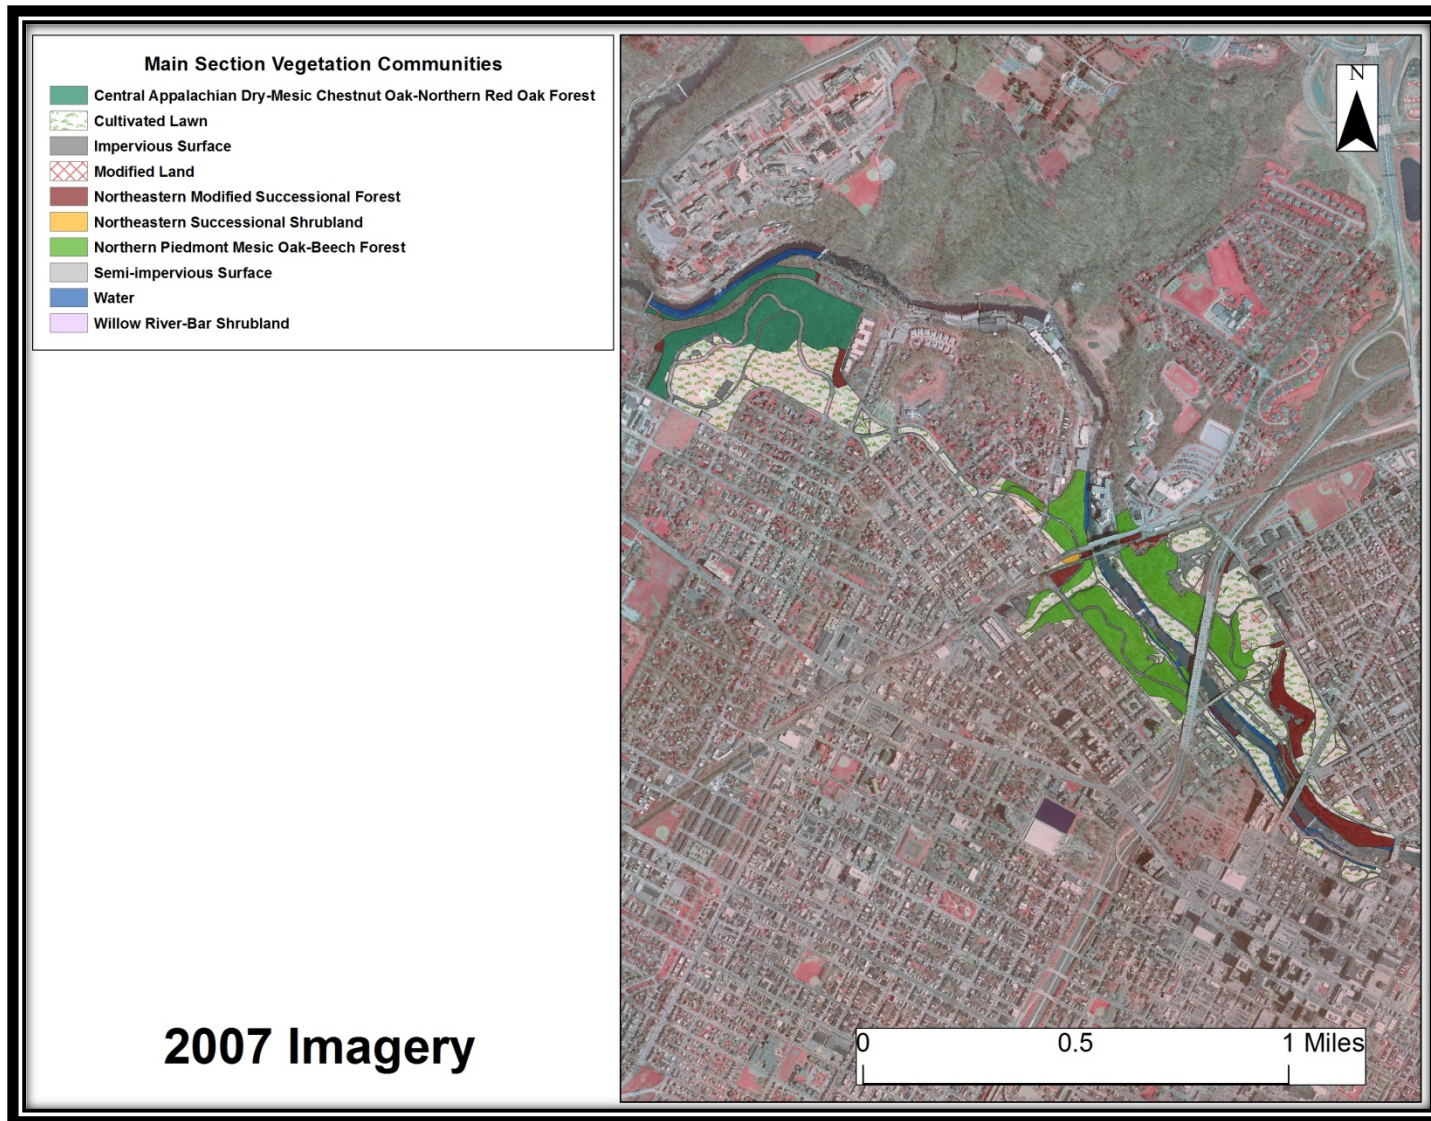 Main Section Vegetation Communities
Central Appalachian Dry-Mesic Chestnut Oak-Northern Red Oak Forest
Cultivated Lawn
Impervious Surface
Modified Land
Northeastern Modified Successional Forest
Northeastern Successional Shrubland
Northern Piedmont Mesic Oak-Beech Forest
Semi-impervious Surface
Water
Willow River-Bar Shrubland
N
2007 Imagery
0 0.5 1 Miles